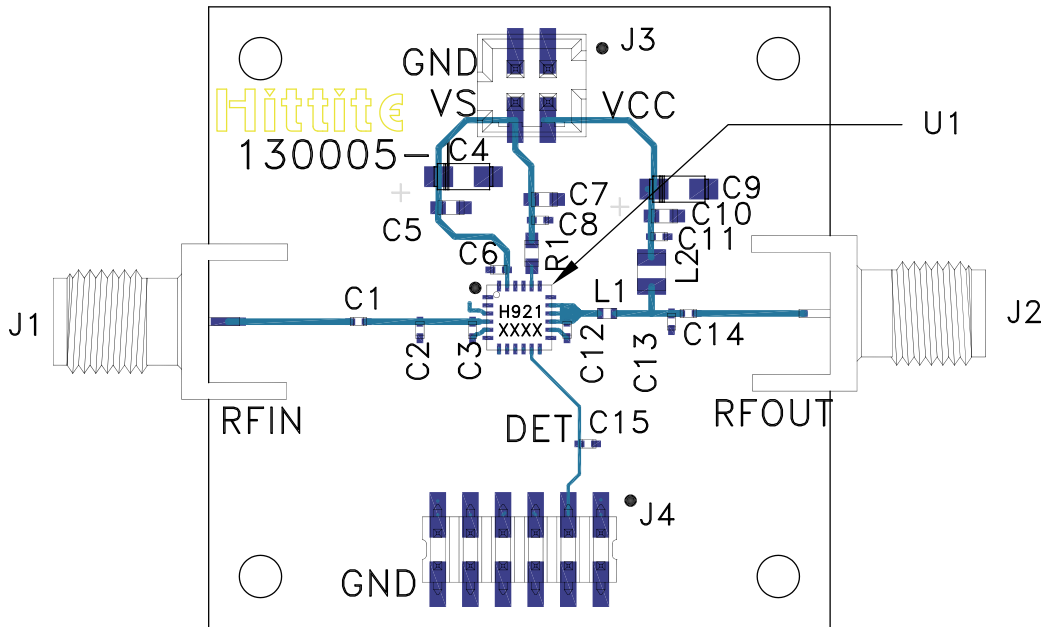 J3
GND
Hittite
VS
VCC
U1
130005-1
C4
C7
C9
C5
C8
C10
C11
C6
R1
L2
C1
H921
XXXX
L1
J1
J2
C2
C3
C12
C13
C14
RFIN
DET
C15
RFOUT
J4
GND